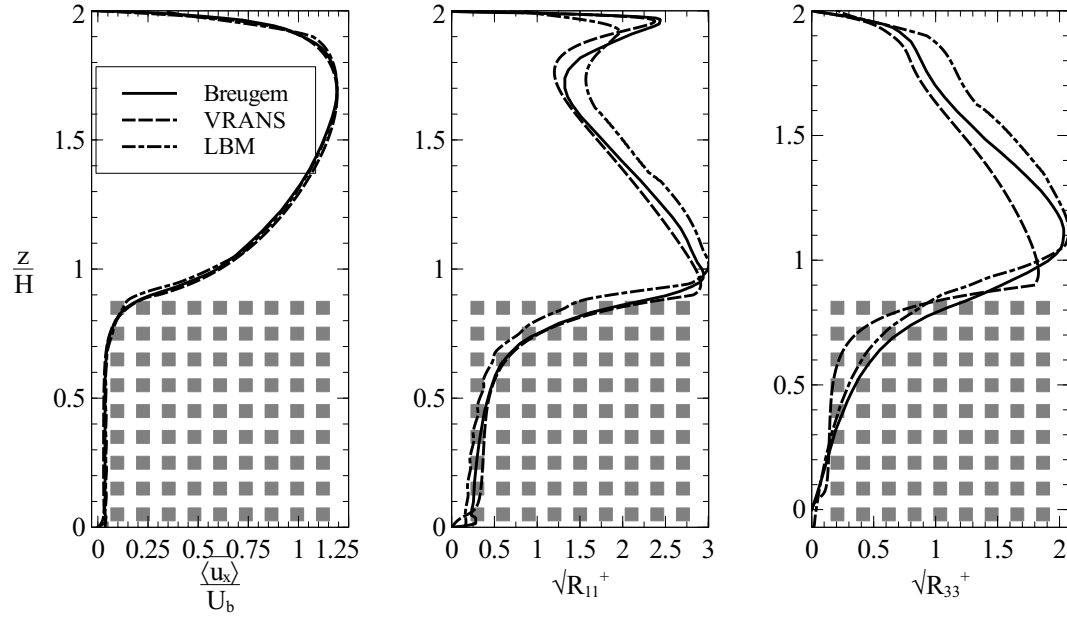 2 2 2
Breugem
VRANS
LBM
1.5 1.5 1.5
z
H
1 1 1
0.5 0.5 0.5
0 0 0
0 0.25 0.5 0.75 1 1.25
0 0.5 1 1.5 2 2.5 3
0 0.5 1 1.5 2
⟨u̅ₓ⟩
U_b
√R₁₁⁺
√R₃₃⁺